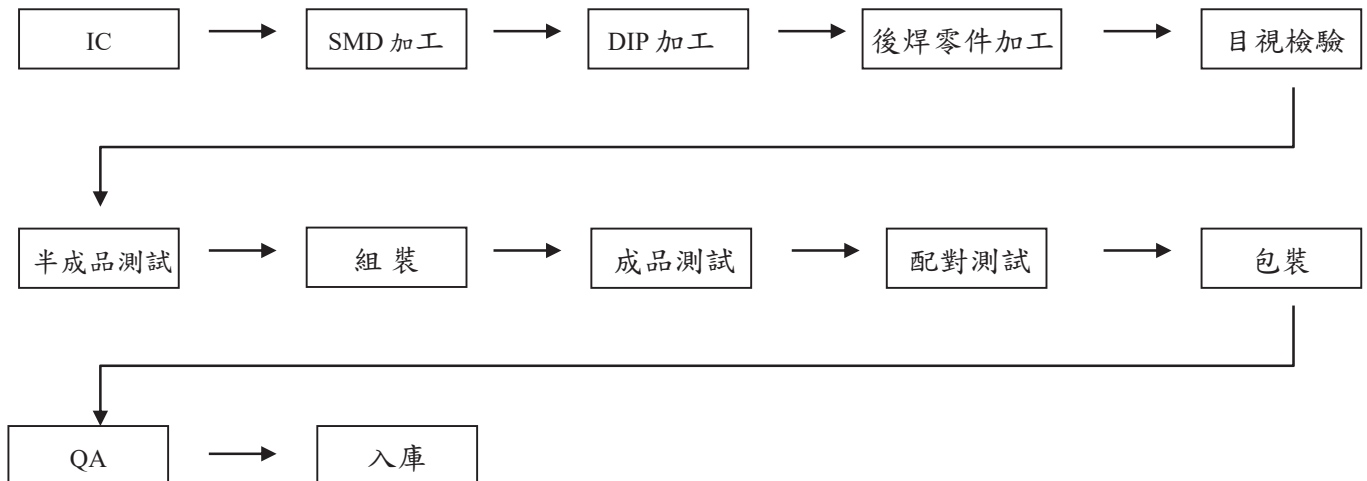 IC
SMD 加工
DIP 加工
後焊零件加工
目視檢驗
半成品測試
組 裝
成品測試
配對測試
包裝
QA
入庫